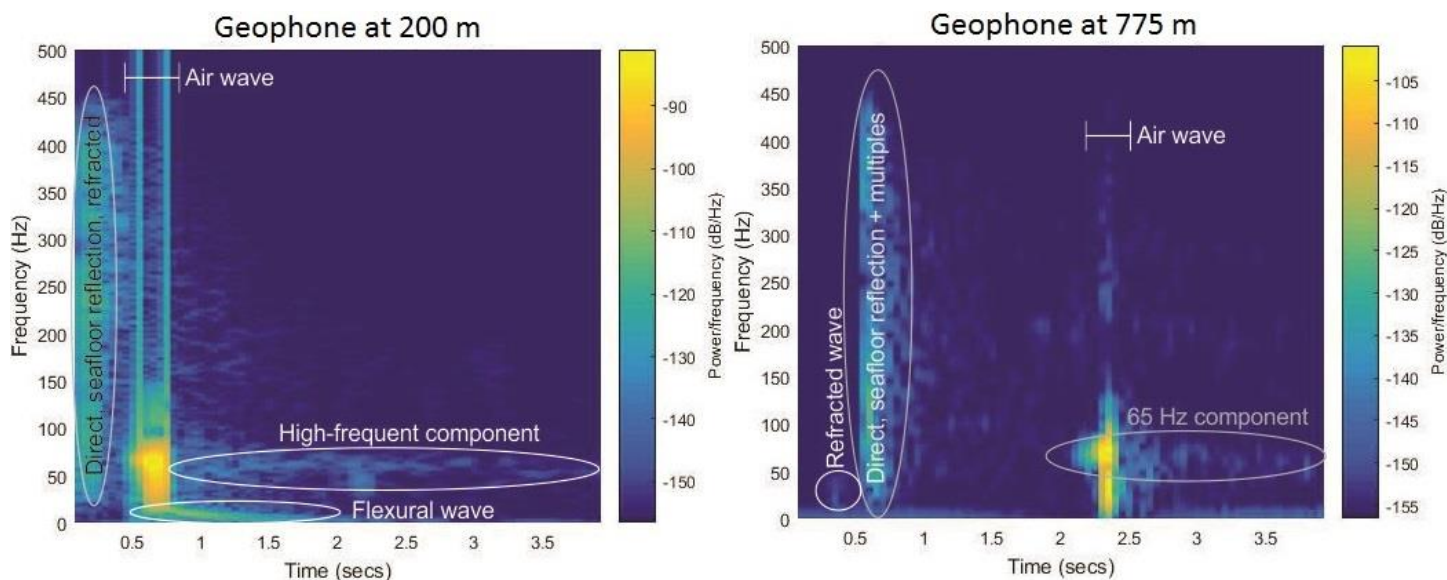 Geophone at 200 m
500
450
400
350
300
250
200
150
100
50
0
Frequency (Hz)
0.5 1 1.5 2 2.5 3 3.5
Time (secs)
Air wave
Direct, seafloor reflection, refracted
High-frequent component
Flexural wave
-90
-100
-110
-120
-130
-140
-150
Power/frequency (dB/Hz)
Geophone at 775 m
500
450
400
350
300
250
200
150
100
50
0
Frequency (Hz)
0.5 1 1.5 2 2.5 3 3.5
Time (secs)
Air wave
Refracted wave
Direct, seafloor reflection + multiples
65 Hz component
-105
-110
-115
-120
-125
-130
-135
-140
-145
-150
-155
Power/frequency (dB/Hz)